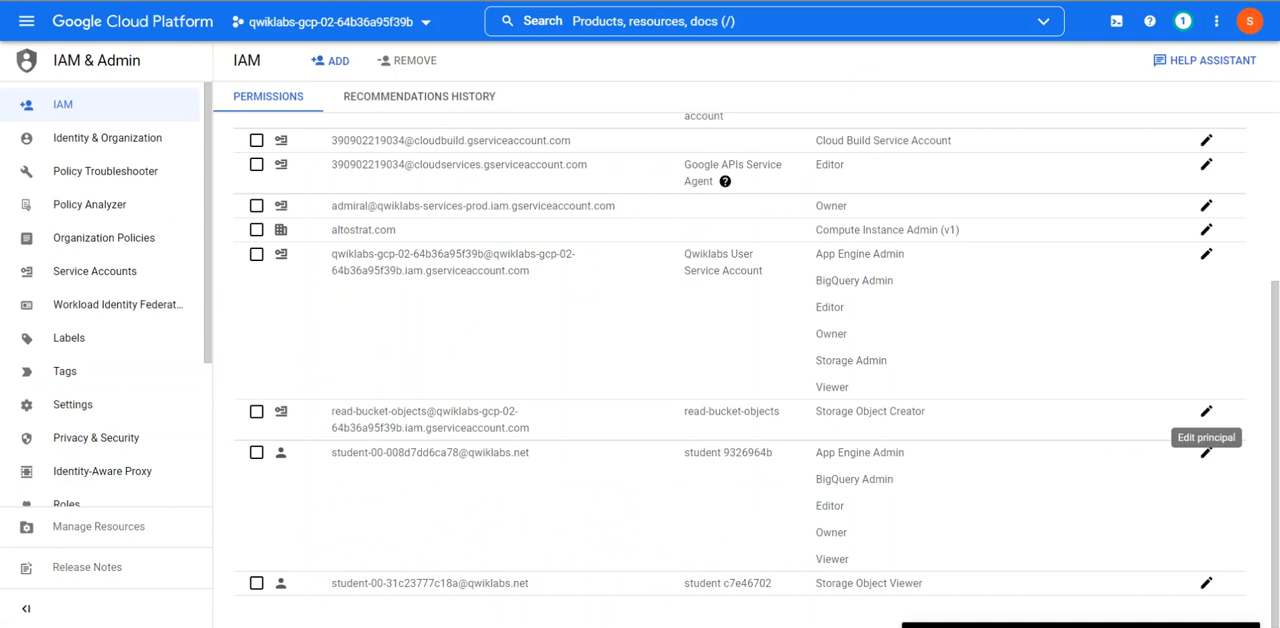 Google Cloud Platform
qwiklabs-gcp-02-64b36a95f39b
Search Products, resources, docs (/)
1
S
IAM & Admin
IAM
ADD
REMOVE
HELP ASSISTANT
PERMISSIONS
RECOMMENDATIONS HISTORY
IAM
Identity & Organization
Policy Troubleshooter
Policy Analyzer
Organization Policies
Service Accounts
Workload Identity Federat...
Labels
Tags
Settings
Privacy & Security
Identity-Aware Proxy
Roles
Manage Resources
Release Notes
account
390902219034@cloudbuild.gserviceaccount.com
Cloud Build Service Account
390902219034@cloudservices.gserviceaccount.com
Google APIs Service
Agent
Editor
admiral@qwiklabs-services-prod.iam.gserviceaccount.com
Owner
altostrat.com
Compute Instance Admin (v1)
qwiklabs-gcp-02-64b36a95f39b@qwiklabs-gcp-02-
64b36a95f39b.iam.gserviceaccount.com
Qwiklabs User
Service Account
App Engine Admin
BigQuery Admin
Editor
Owner
Storage Admin
Viewer
read-bucket-objects@qwiklabs-gcp-02-
64b36a95f39b.iam.gserviceaccount.com
read-bucket-objects
Storage Object Creator
Edit principal
student-00-008d7dd6ca78@qwiklabs.net
student 9326964b
App Engine Admin
BigQuery Admin
Editor
Owner
Viewer
student-00-31c23777c18a@qwiklabs.net
student c7e46702
Storage Object Viewer